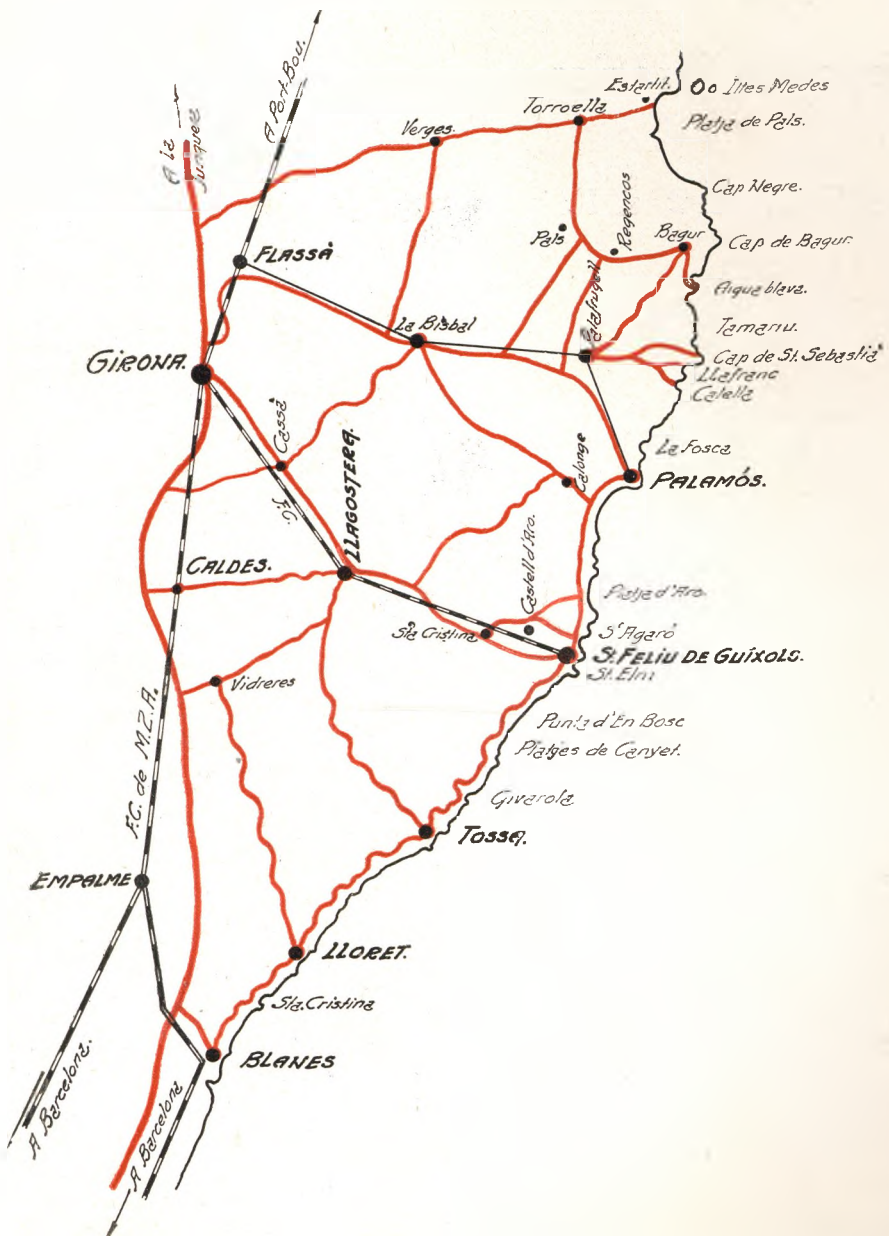 A Port-Bou.
A la
Junquera
Estartit.
Illes Medes
Torroella
Platja de Pals.
Verges.
Cap Negre.
Regencos
Pals
Bagur
Cap de Bagur.
FLASSÀ
Aigua blava.
Palafrugell
Tamariu.
La Bisbal
GIRONA.
Cap de St. Sebastià
Llafranc
Calella
Cassà
La Fosca
Calonge
PALAMÓS.
F.C.
LLAGOSTERA.
CALDES.
Castell d'Aro.
Platja d'Aro.
Sta Cristina
S'Agaró
St. FELIU DE GUÍXOLS.
St. Elm
Vidreres
F.C. de M.Z.A.
Punta d'En Bosc
Platges de Canyet.
Givarola
TOSSA.
EMPALME
LLORET.
Sta. Cristina
BLANES
A Barcelona.
A Barcelona